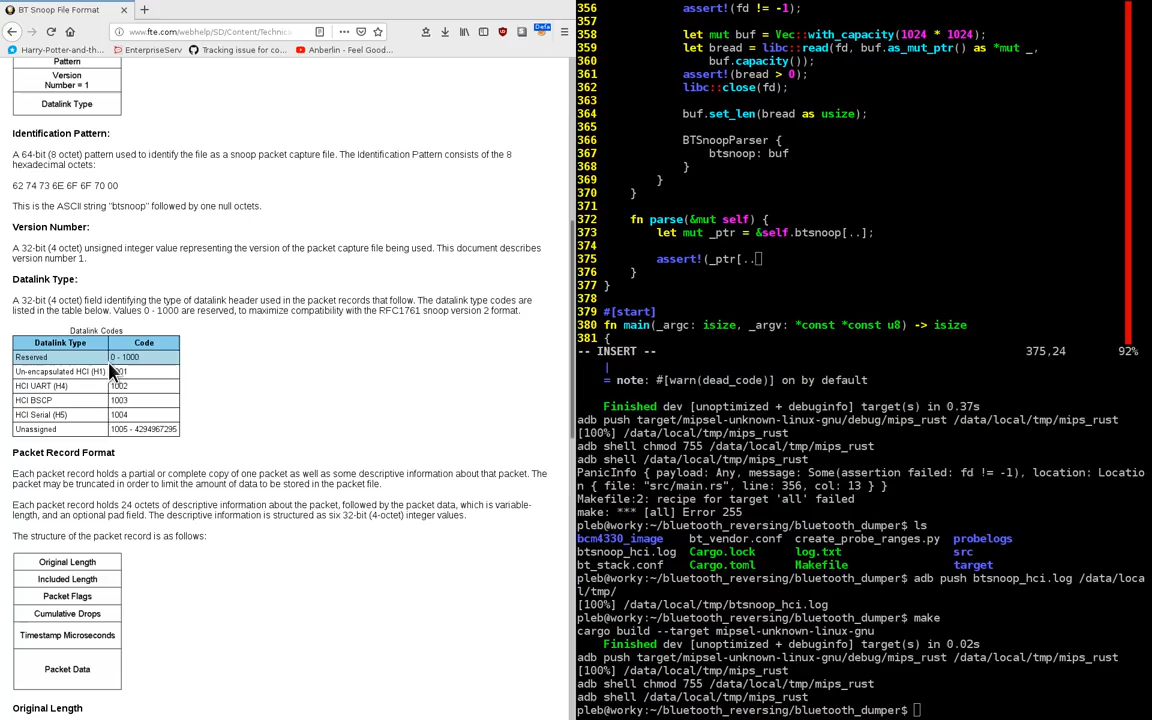 BT Snoop File Format
www.fte.com/webhelp/SD/Content/Technic
Defa
Harry-Potter-and-th...
EnterpriseServ
Tracking issue for co...
Anberlin - Feel Good...
Pattern
Version
Number = 1
Datalink Type
Identification Pattern:
A 64-bit (8 octet) pattern used to identify the file as a snoop packet capture file. The Identification Pattern consists of the 8
hexadecimal octets:
62 74 73 6E 6F 6F 70 00
This is the ASCII string "btsnoop" followed by one null octets.
Version Number:
A 32-bit (4 octet) unsigned integer value representing the version of the packet capture file being used. This document describes
version number 1.
Datalink Type:
A 32-bit (4 octet) field identifying the type of datalink header used in the packet records that follow. The datalink type codes are
listed in the table below. Values 0 - 1000 are reserved, to maximize compatibility with the RFC1761 snoop version 2 format.
Datalink Codes
Datalink Type Code
Reserved 0 - 1000
Un-encapsulated HCI (H1)
HCI UART (H4) 1002
HCI BSCP 1003
HCI Serial (H5) 1004
Unassigned 1005 - 4294967295
Packet Record Format
Each packet record holds a partial or complete copy of one packet as well as some descriptive information about that packet. The
packet may be truncated in order to limit the amount of data to be stored in the packet file.
Each packet record holds 24 octets of descriptive information about the packet, followed by the packet data, which is variable-
length, and an optional pad field. The descriptive information is structured as six 32-bit (4-octet) integer values.
The structure of the packet record is as follows:
Original Length
Included Length
Packet Flags
Cumulative Drops
Timestamp Microseconds
Packet Data
Original Length
356 assert!(fd != -1);
357
358 let mut buf = Vec::with_capacity(1024 * 1024);
359 let bread = libc::read(fd, buf.as_mut_ptr() as *mut _,
360 buf.capacity());
361 assert!(bread > 0);
362 libc::close(fd);
363
364 buf.set_len(bread as usize);
365
366 BTSnoopParser {
367 btsnoop: buf
368 }
369 }
370 }
371
372 fn parse(&mut self) {
373 let mut _ptr = &self.btsnoop[..];
374
375 assert!(_ptr[..
376 }
377 }
378
379 #[start]
380 fn main(_argc: isize, _argv: *const *const u8) -> isize
381 {
-- INSERT -- 375,24 92%
|
= note: #[warn(dead_code)] on by default
Finished dev [unoptimized + debuginfo] target(s) in 0.37s
adb push target/mipsel-unknown-linux-gnu/debug/mips_rust /data/local/tmp/mips_rust
[100%] /data/local/tmp/mips_rust
adb shell chmod 755 /data/local/tmp/mips_rust
adb shell /data/local/tmp/mips_rust
PanicInfo { payload: Any, message: Some(assertion failed: fd != -1), location: Locatio
n { file: "src/main.rs", line: 356, col: 13 } }
Makefile:2: recipe for target 'all' failed
make: *** [all] Error 255
pleb@worky:~/bluetooth_reversing/bluetooth_dumper$ ls
bcm4330_image bt_vendor.conf create_probe_ranges.py probelogs
btsnoop_hci.log Cargo.lock log.txt src
bt_stack.conf Cargo.toml Makefile target
pleb@worky:~/bluetooth_reversing/bluetooth_dumper$ adb push btsnoop_hci.log /data/loca
l/tmp/
[100%] /data/local/tmp/btsnoop_hci.log
pleb@worky:~/bluetooth_reversing/bluetooth_dumper$ make
cargo build --target mipsel-unknown-linux-gnu
Finished dev [unoptimized + debuginfo] target(s) in 0.02s
adb push target/mipsel-unknown-linux-gnu/debug/mips_rust /data/local/tmp/mips_rust
[100%] /data/local/tmp/mips_rust
adb shell chmod 755 /data/local/tmp/mips_rust
adb shell /data/local/tmp/mips_rust
pleb@worky:~/bluetooth_reversing/bluetooth_dumper$